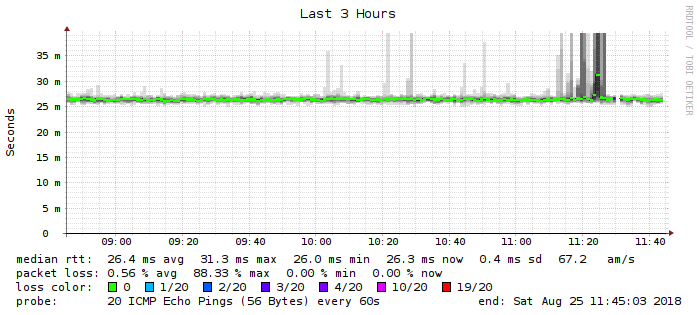 Last 3 Hours
RRDTOOL / TOBI OETIKER
Seconds
35 m
30 m
25 m
20 m
15 m
10 m
5 m
0
09:00 09:20 09:40 10:00 10:20 10:40 11:00 11:20 11:40
median rtt: 26.4 ms avg 31.3 ms max 26.0 ms min 26.3 ms now 0.4 ms sd 67.2 am/s
packet loss: 0.56 % avg 88.33 % max 0.00 % min 0.00 % now
loss color: 0 1/20 2/20 3/20 4/20 10/20 19/20
probe: 20 ICMP Echo Pings (56 Bytes) every 60s end: Sat Aug 25 11:45:03 2018